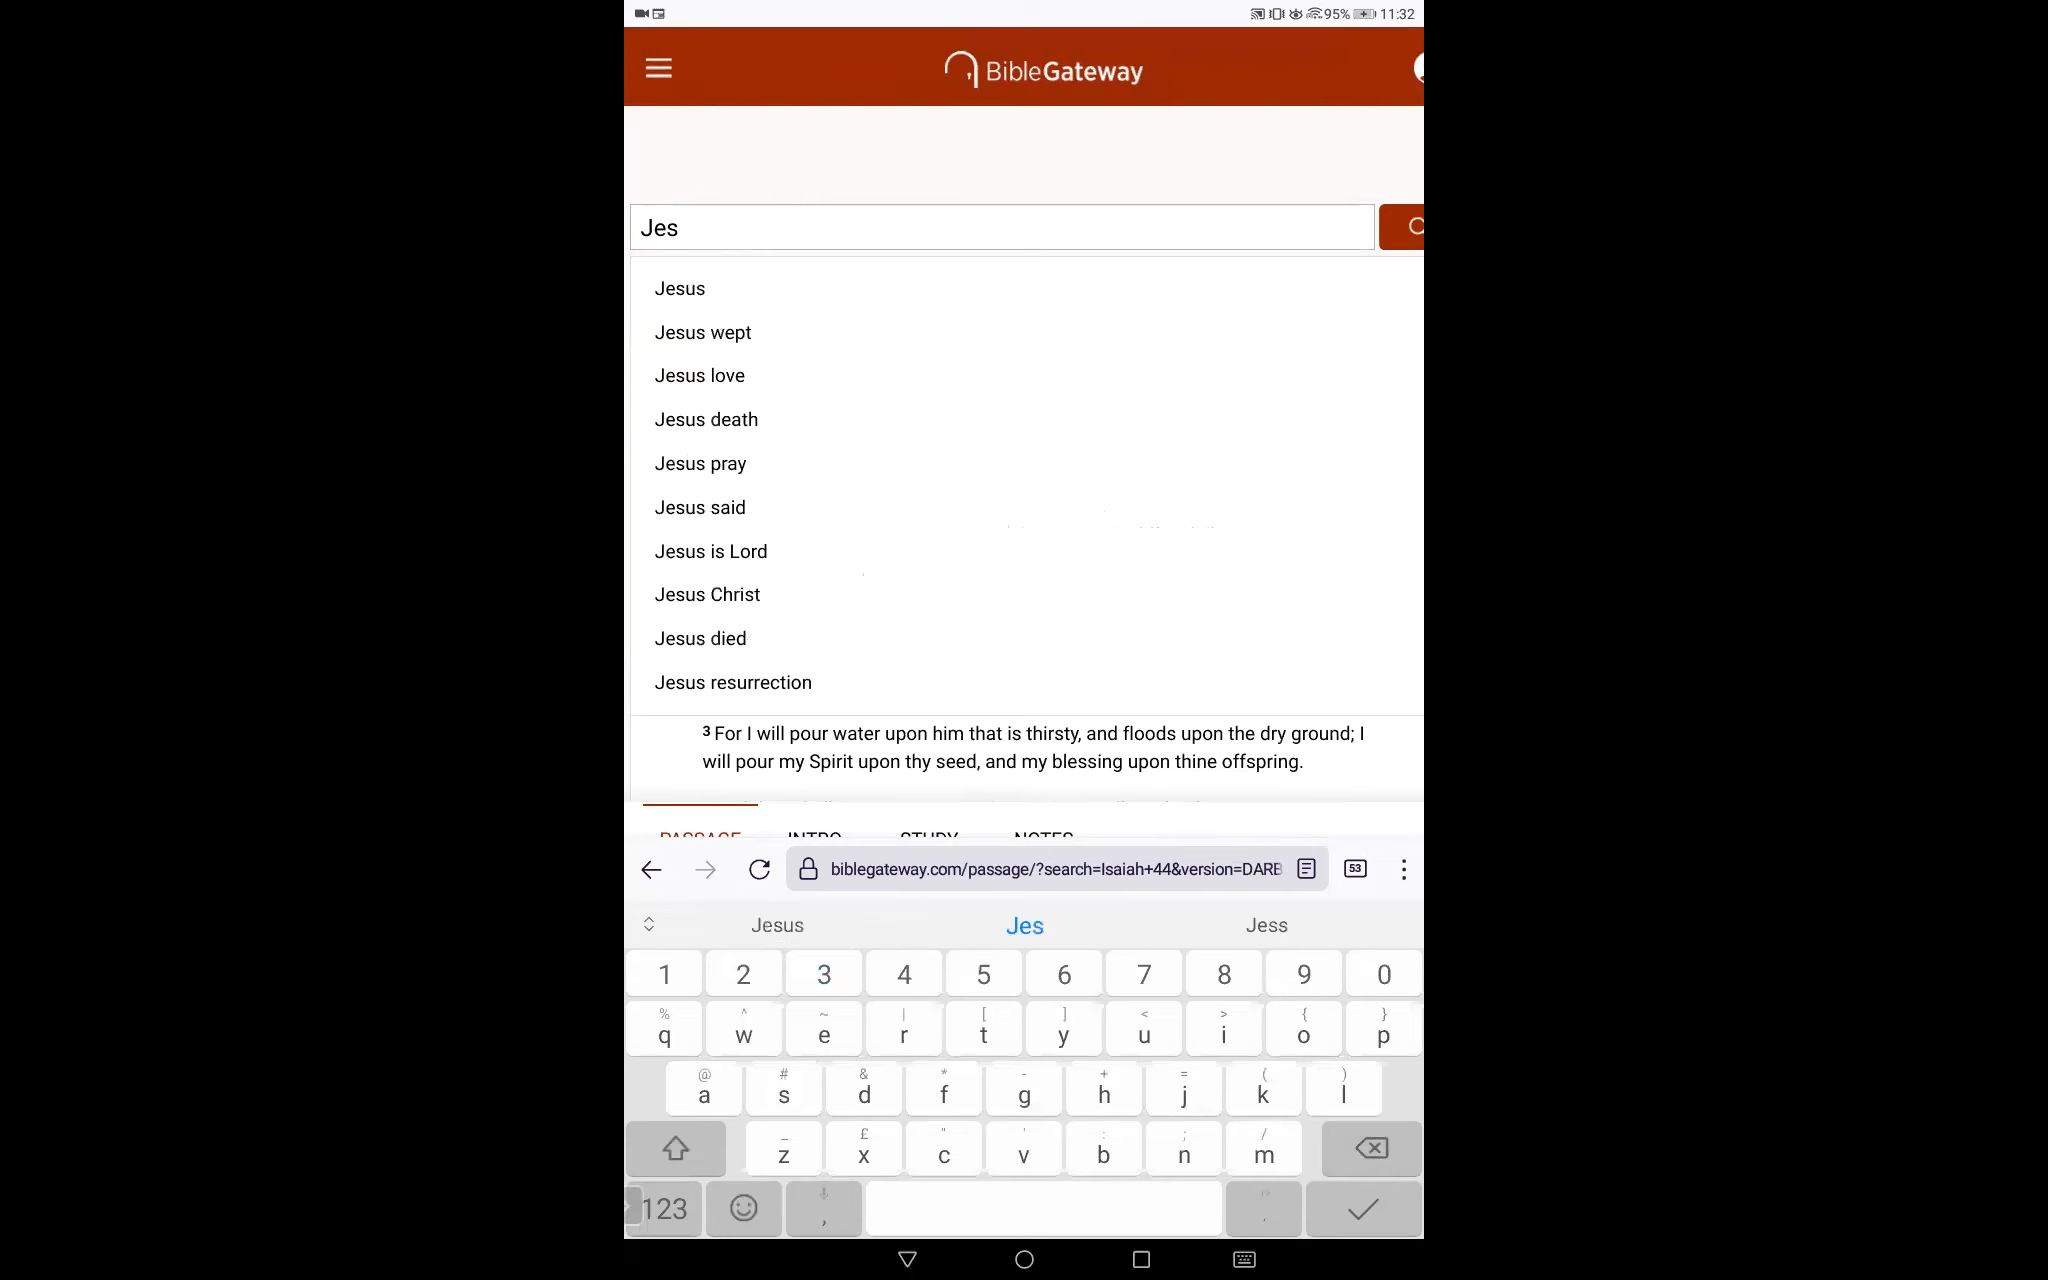 95% 11:32
BibleGateway
Jes
Jesus
Jesus wept
Jesus love
Jesus death
Jesus pray
Jesus said
Jesus is Lord
Jesus Christ
Jesus died
Jesus resurrection
3 For I will pour water upon him that is thirsty, and floods upon the dry ground; I
will pour my Spirit upon thy seed, and my blessing upon thine offspring.
PASSAGE INTRO STUDY NOTES
biblegateway.com/passage/?search=Isaiah+44&version=DARB 53
Jesus Jes Jess
1 2 3 4 5 6 7 8 9 0
% ^ ~ | [ ] < > { }
q w e r t y u i o p
@ # & * - + = ( )
a s d f g h j k l
_ £ " ' : ; /
z x c v b n m
123 , .